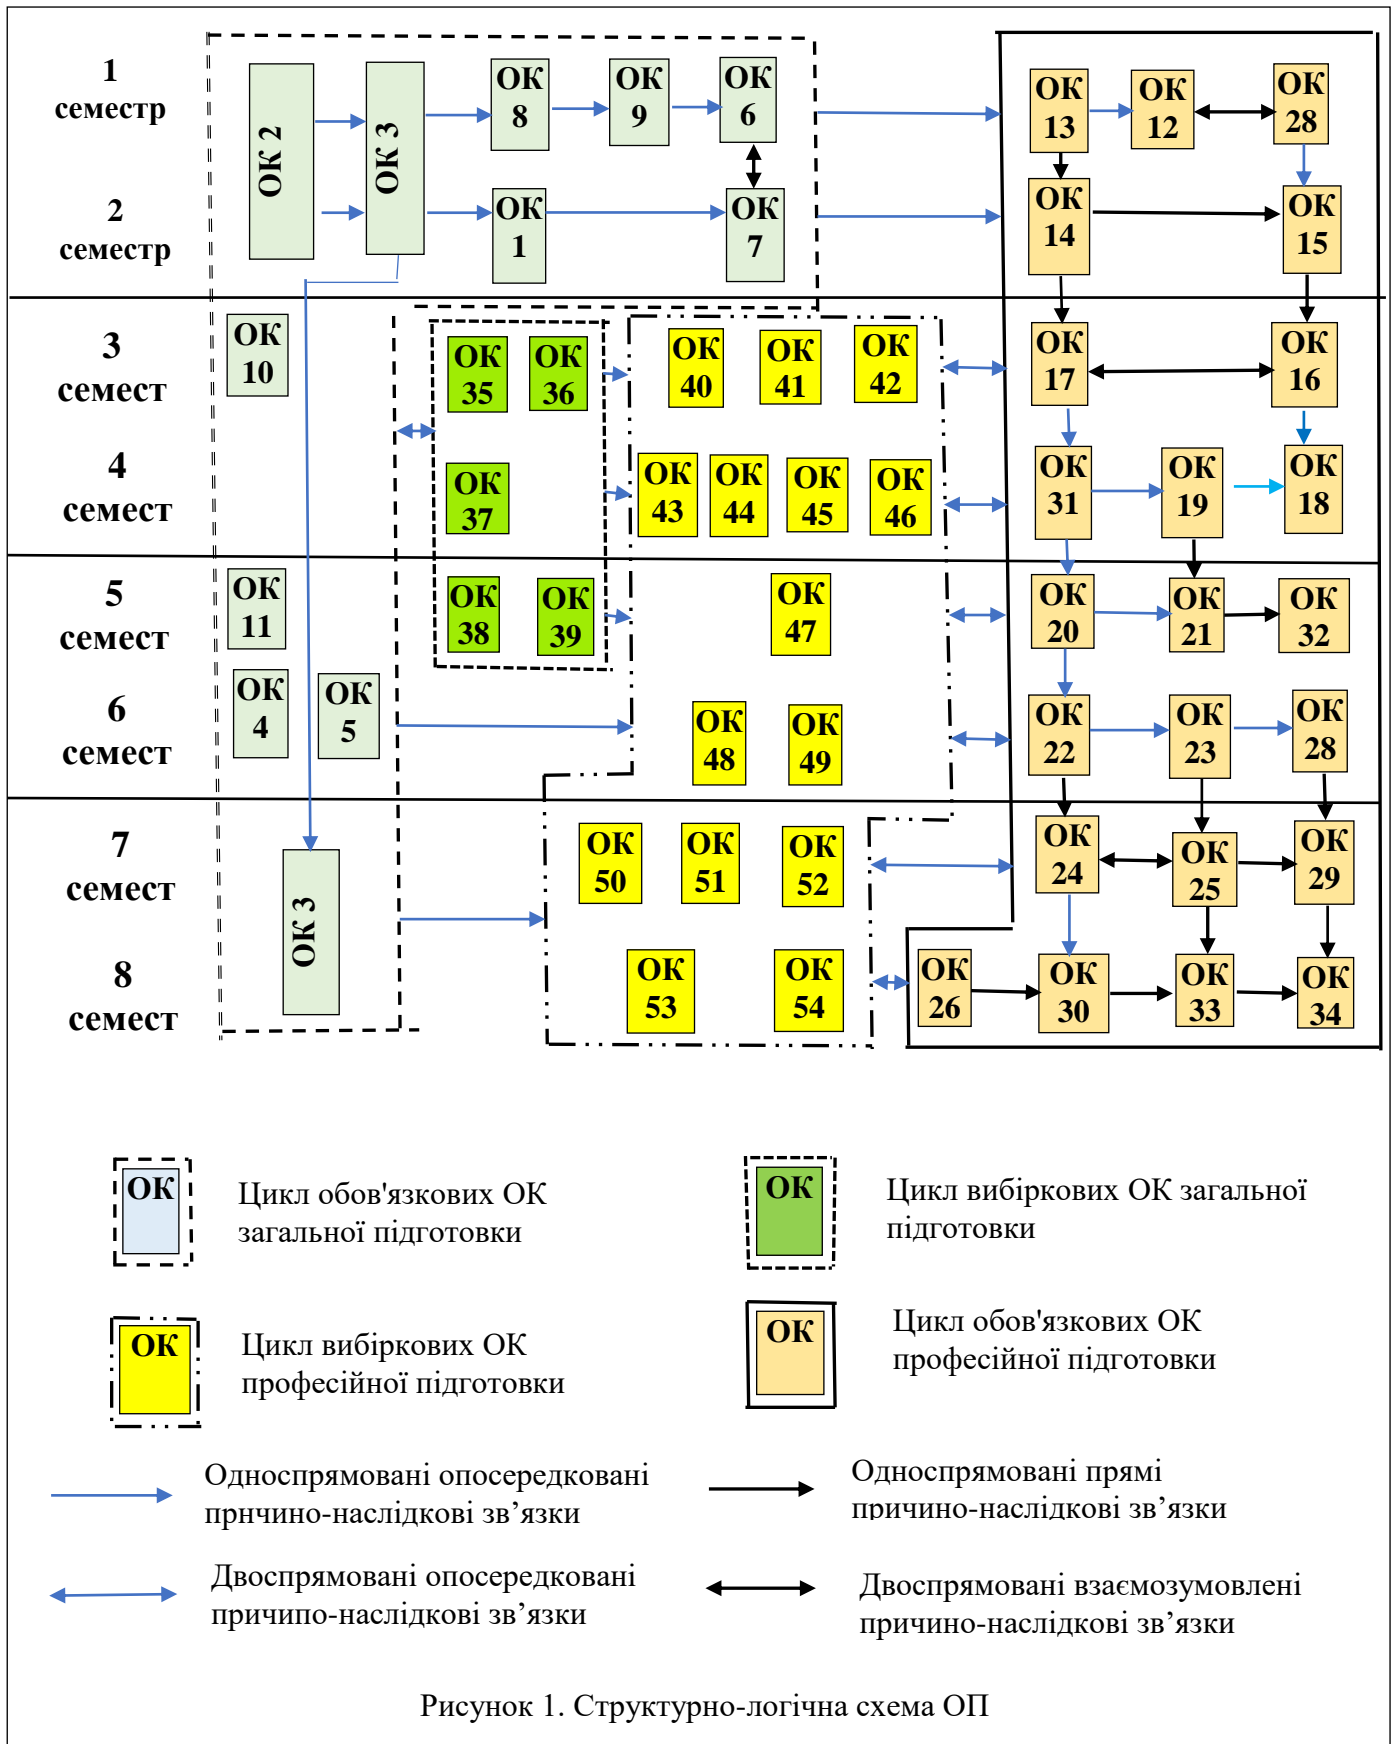 1
семестр
ОК 2
ОК 3
ОК
8
ОК
9
ОК
6
ОК
13
ОК
12
ОК
28
2
семестр
ОК
1
ОК
7
ОК
14
ОК
15
3
семест
ОК
10
ОК
35
ОК
36
ОК
40
ОК
41
ОК
42
ОК
17
ОК
16
4
семест
ОК
37
ОК
43
ОК
44
ОК
45
ОК
46
ОК
31
ОК
19
ОК
18
5
семест
ОК
11
ОК
38
ОК
39
ОК
47
ОК
20
ОК
21
ОК
32
6
семест
ОК
4
ОК
5
ОК
48
ОК
49
ОК
22
ОК
23
ОК
28
7
семест
ОК 3
ОК
50
ОК
51
ОК
52
ОК
24
ОК
25
ОК
29
8
семест
ОК
53
ОК
54
ОК
26
ОК
30
ОК
33
ОК
34
ОК
Цикл обов'язкових ОК
загальної підготовки
ОК
Цикл вибіркових ОК загальної
підготовки
ОК
Цикл вибіркових ОК
професійної підготовки
ОК
Цикл обов'язкових ОК
професійної підготовки
Односпрямовані опосередковані
прнчино-наслідкові зв’язки
Односпрямовані прямі
причино-наслідкові зв’язки
Двоспрямовані опосередковані
причипо-наслідкові зв’язки
Двоспрямовані взаємозумовлені
причино-наслідкові зв’язки
Рисунок 1. Структурно-логічна схема ОП